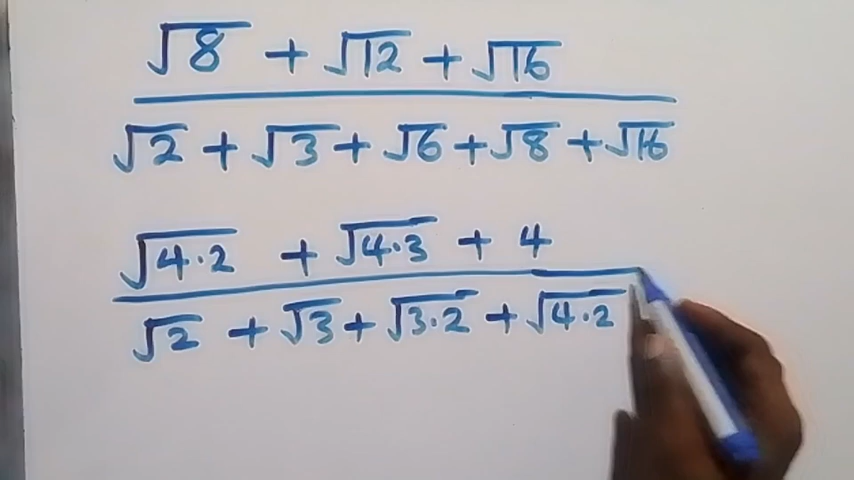 √8 + √12 + √16
√2 + √3 + √6 + √8 + √16
√4·2 + √4·3 + 4
√2 + √3 + √3·2 + √4·2